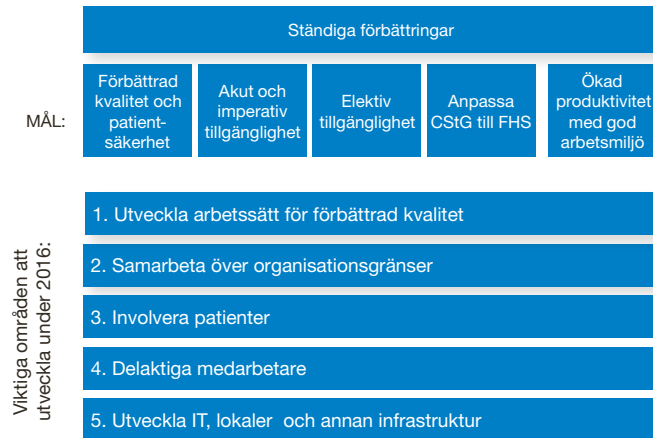 Ständiga förbättringar
MÅL:
Förbättrad
kvalitet och
patient-
säkerhet
Akut och
imperativ
tillgänglighet
Elektiv
tillgänglighet
Anpassa
CStG till FHS
Ökad
produktivitet
med god
arbetsmiljö
Viktiga områden att
utveckla under 2016:
1. Utveckla arbetssätt för förbättrad kvalitet
2. Samarbeta över organisationsgränser
3. Involvera patienter
4. Delaktiga medarbetare
5. Utveckla IT, lokaler och annan infrastruktur